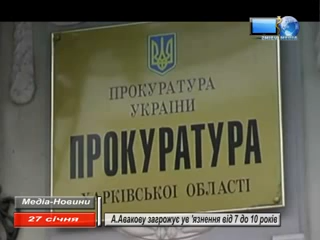 ПРОКУРАТУРА
УКРАЇНИ
ПРОКУРАТУРА
ХАРКІВСЬКОЇ ОБЛАСТІ
Медіа-Новини
27 січня
А.Авакову загрожує ув 'язнення від 7 до 10 років